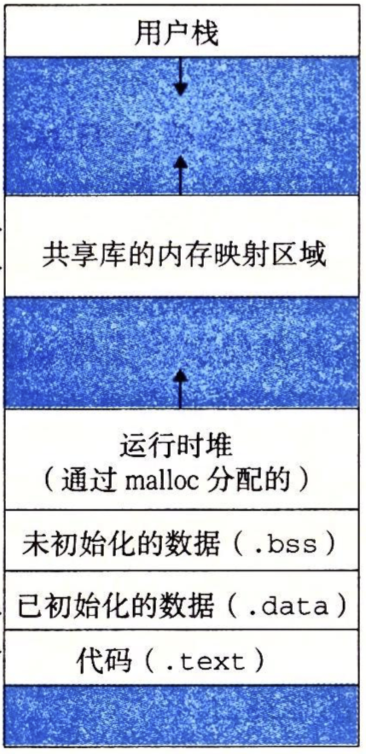 用户栈
共享库的内存映射区域
运行时堆
（通过 malloc 分配的）
未初始化的数据（.bss）
已初始化的数据（.data）
代码（.text）